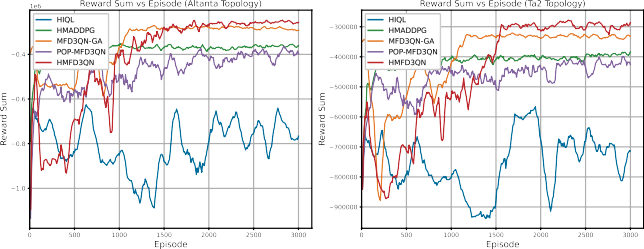 Reward Sum vs Episode (Altanta Topology)
1e6
HIQL
HMADDPG
MFD3QN-GA
POP-MFD3QN
HMFD3QN
−0.4
−0.6
−0.8
−1.0
Reward Sum
0 500 1000 1500 2000 2500 3000
Episode
Reward Sum vs Episode (Ta2 Topology)
HIQL
HMADDPG
MFD3QN-GA
POP-MFD3QN
HMFD3QN
−300000
−400000
−500000
−600000
−700000
−800000
−900000
Reward Sum
0 500 1000 1500 2000 2500 3000
Episode